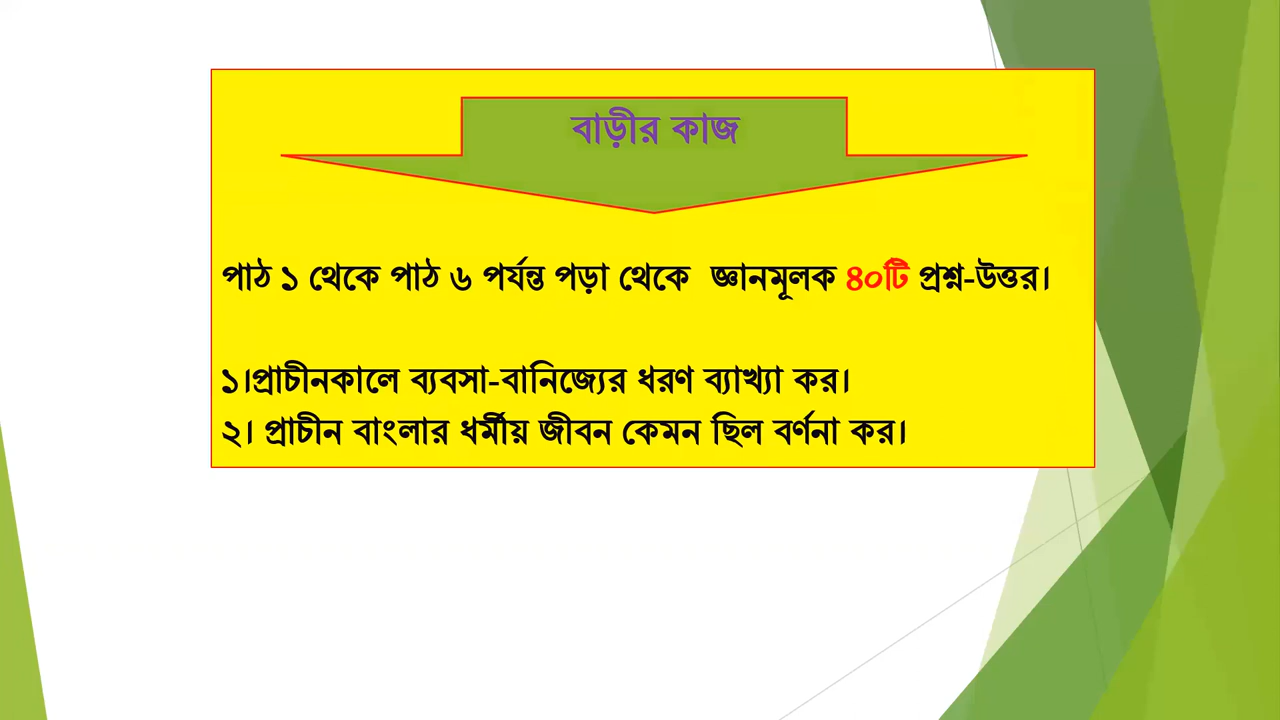 বাড়ীর কাজ
পাঠ ১ থেকে পাঠ ৬ পর্যন্ত পড়া থেকে জ্ঞানমূলক ৪০টি প্রশ্ন-উত্তর।
১।প্রাচীনকালে ব্যবসা-বানিজ্যের ধরণ ব্যাখ্যা কর।
২। প্রাচীন বাংলার ধর্মীয় জীবন কেমন ছিল বর্ণনা কর।